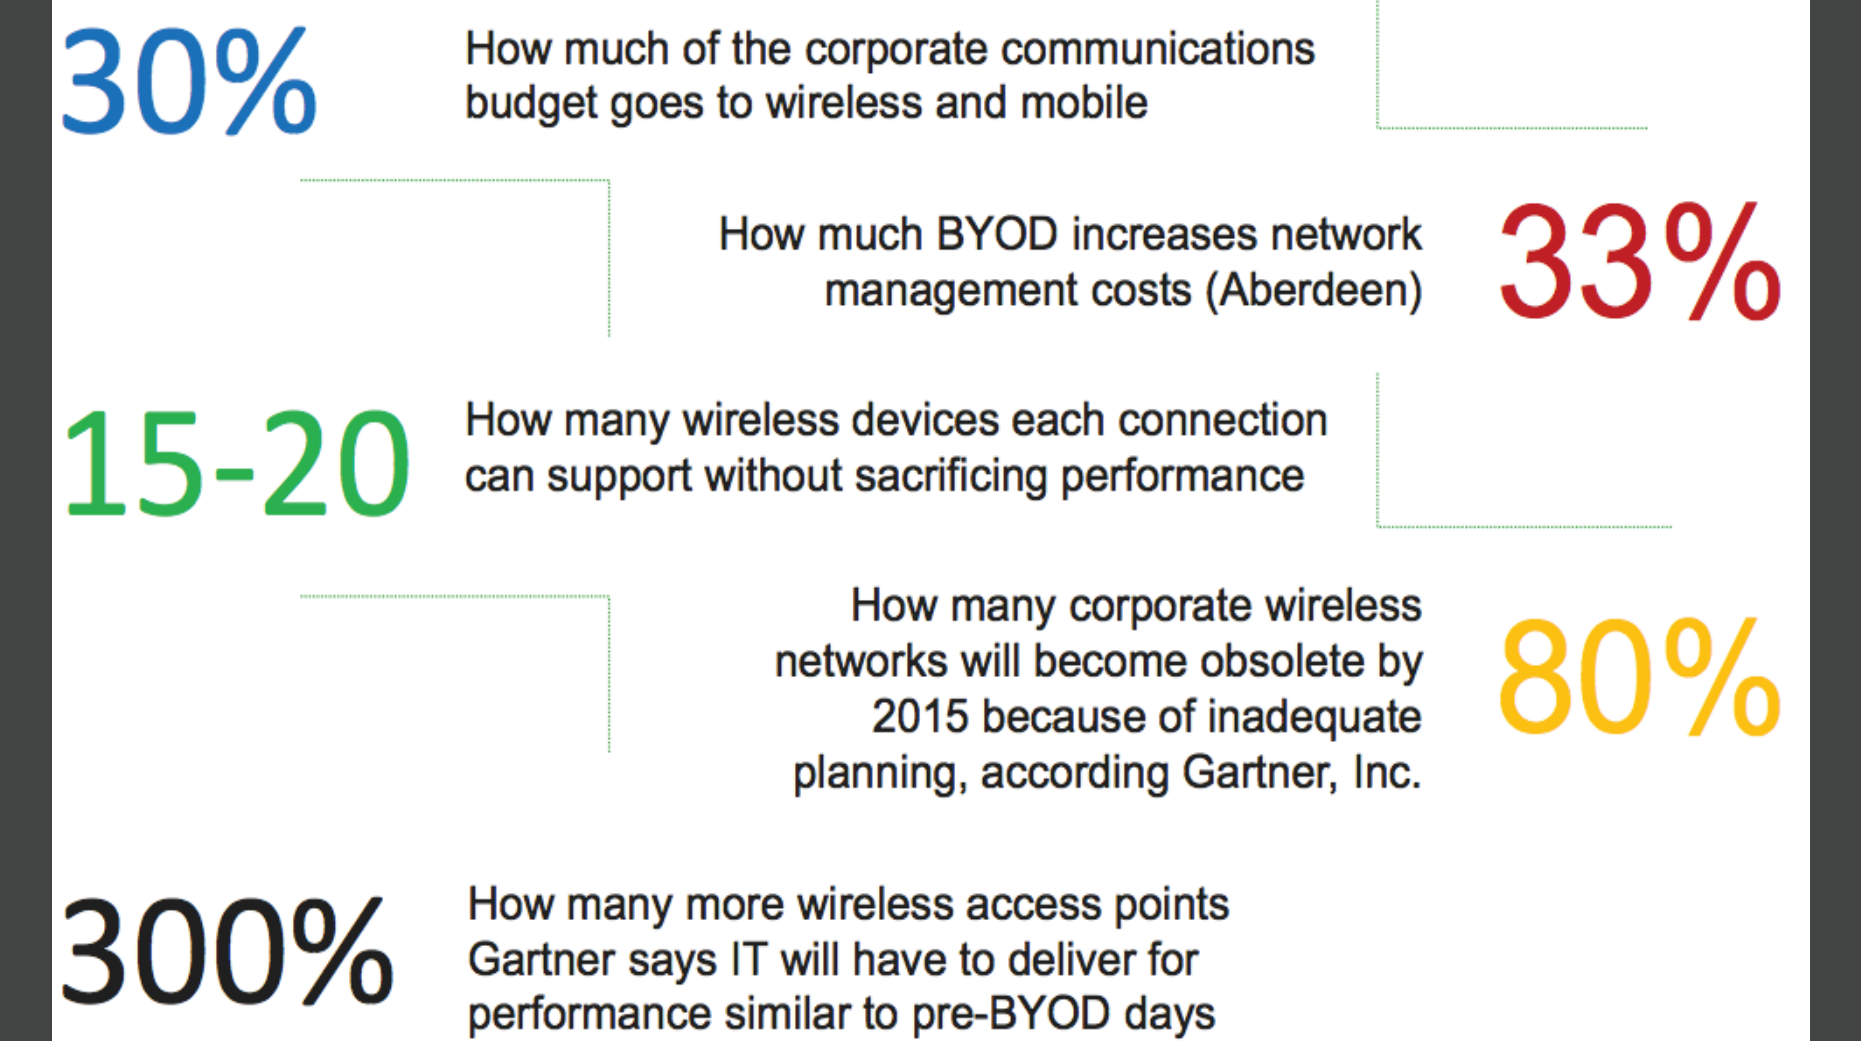 30%
How much of the corporate communications
budget goes to wireless and mobile
How much BYOD increases network
management costs (Aberdeen)
33%
15-20
How many wireless devices each connection
can support without sacrificing performance
How many corporate wireless
networks will become obsolete by
2015 because of inadequate
planning, according Gartner, Inc.
80%
300%
How many more wireless access points
Gartner says IT will have to deliver for
performance similar to pre-BYOD days